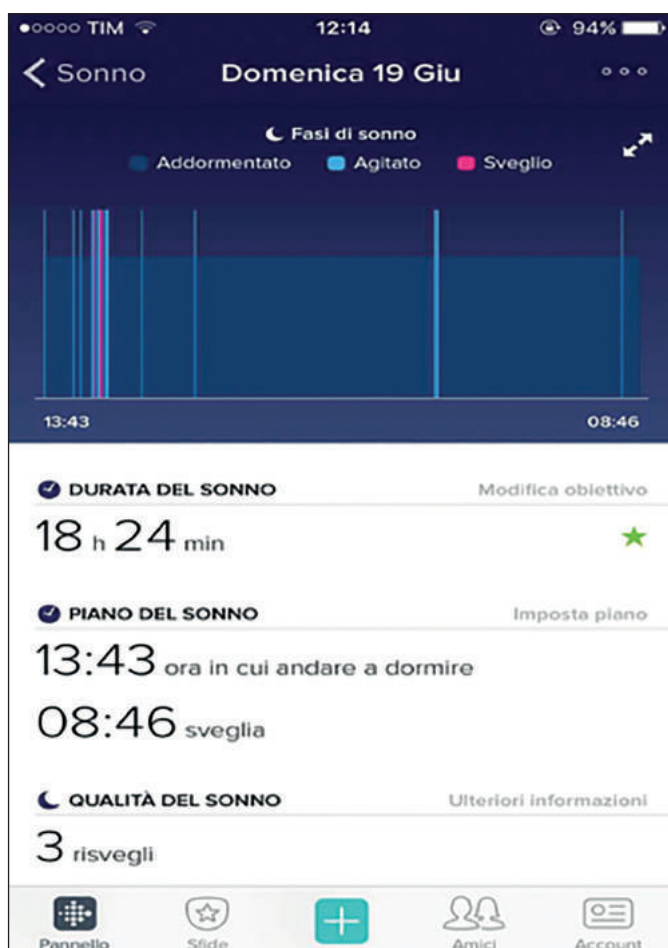 TIM 12:14 94%
Sonno Domenica 19 Giu
Fasi di sonno
Addormentato Agitato Sveglio
13:43 08:46
DURATA DEL SONNO Modifica obiettivo
18 h 24 min
PIANO DEL SONNO Imposta piano
13:43 ora in cui andare a dormire
08:46 sveglia
QUALITÀ DEL SONNO Ulteriori informazioni
3 risvegli
Pannello Sfide Amici Account